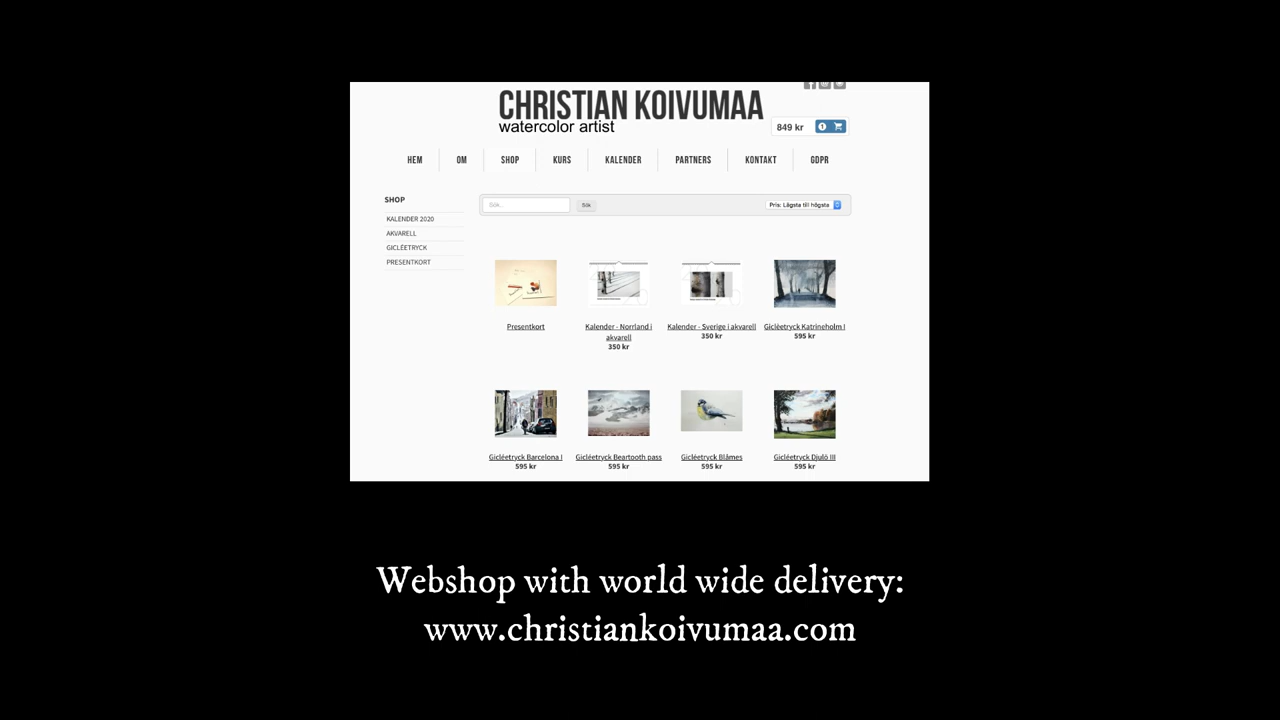 CHRISTIAN KOIVUMAA
watercolor artist
849 kr
1
HEM
OM
SHOP
KURS
KALENDER
PARTNERS
KONTAKT
GDPR
SHOP
KALENDER 2020
AKVARELL
GICLÉETRYCK
PRESENTKORT
Sök..
Sök
Pris: Lägsta till högsta
Presentkort
Kalender - Norrland i
akvarell
350 kr
Kalender - Sverige i akvarell
350 kr
Gicléetryck Katrineholm I
595 kr
Gicléetryck Barcelona I
595 kr
Gicléetryck Beartooth pass
595 kr
Gicléetryck Blåmes
595 kr
Gicléetryck Djulö III
595 kr
Webshop with world wide delivery:
www.christiankoivumaa.com